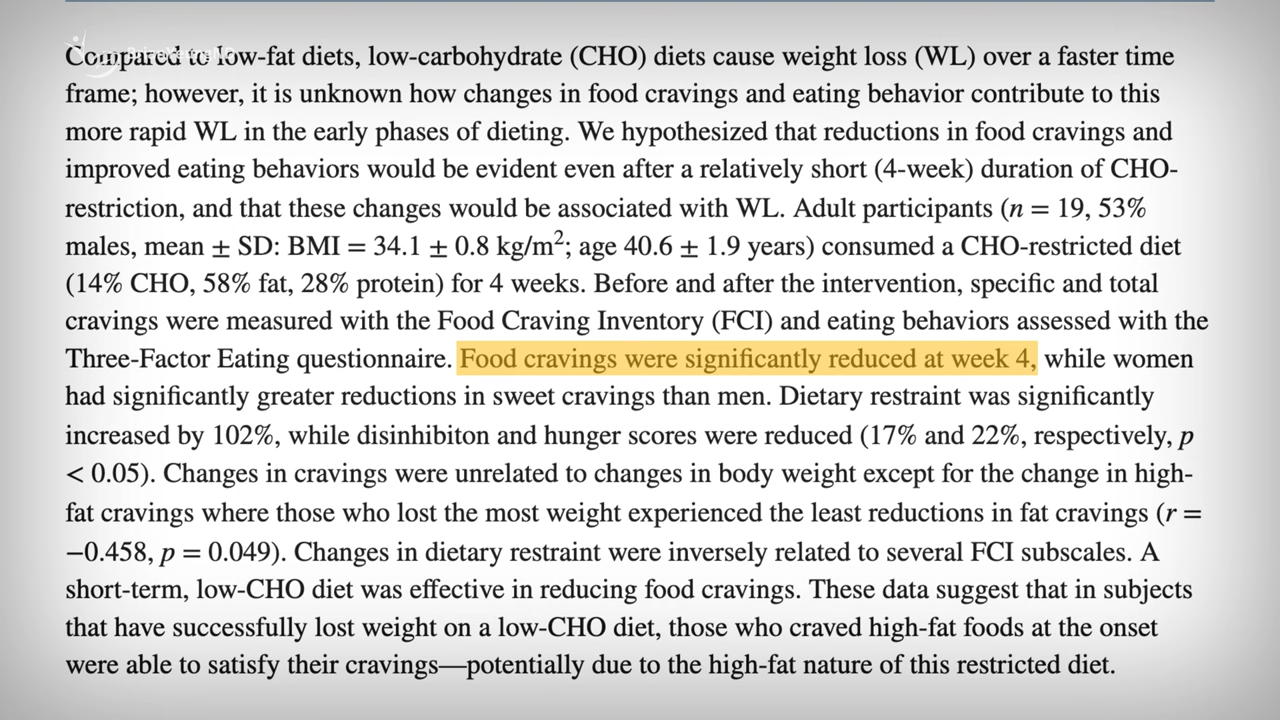 Compared to low-fat diets, low-carbohydrate (CHO) diets cause weight loss (WL) over a faster time
frame; however, it is unknown how changes in food cravings and eating behavior contribute to this
more rapid WL in the early phases of dieting. We hypothesized that reductions in food cravings and
improved eating behaviors would be evident even after a relatively short (4-week) duration of CHO-
restriction, and that these changes would be associated with WL. Adult participants (n = 19, 53%
males, mean ± SD: BMI = 34.1 ± 0.8 kg/m²; age 40.6 ± 1.9 years) consumed a CHO-restricted diet
(14% CHO, 58% fat, 28% protein) for 4 weeks. Before and after the intervention, specific and total
cravings were measured with the Food Craving Inventory (FCI) and eating behaviors assessed with the
Three-Factor Eating questionnaire. Food cravings were significantly reduced at week 4, while women
had significantly greater reductions in sweet cravings than men. Dietary restraint was significantly
increased by 102%, while disinhibiton and hunger scores were reduced (17% and 22%, respectively, p
< 0.05). Changes in cravings were unrelated to changes in body weight except for the change in high-
fat cravings where those who lost the most weight experienced the least reductions in fat cravings (r =
−0.458, p = 0.049). Changes in dietary restraint were inversely related to several FCI subscales. A
short-term, low-CHO diet was effective in reducing food cravings. These data suggest that in subjects
that have successfully lost weight on a low-CHO diet, those who craved high-fat foods at the onset
were able to satisfy their cravings—potentially due to the high-fat nature of this restricted diet.